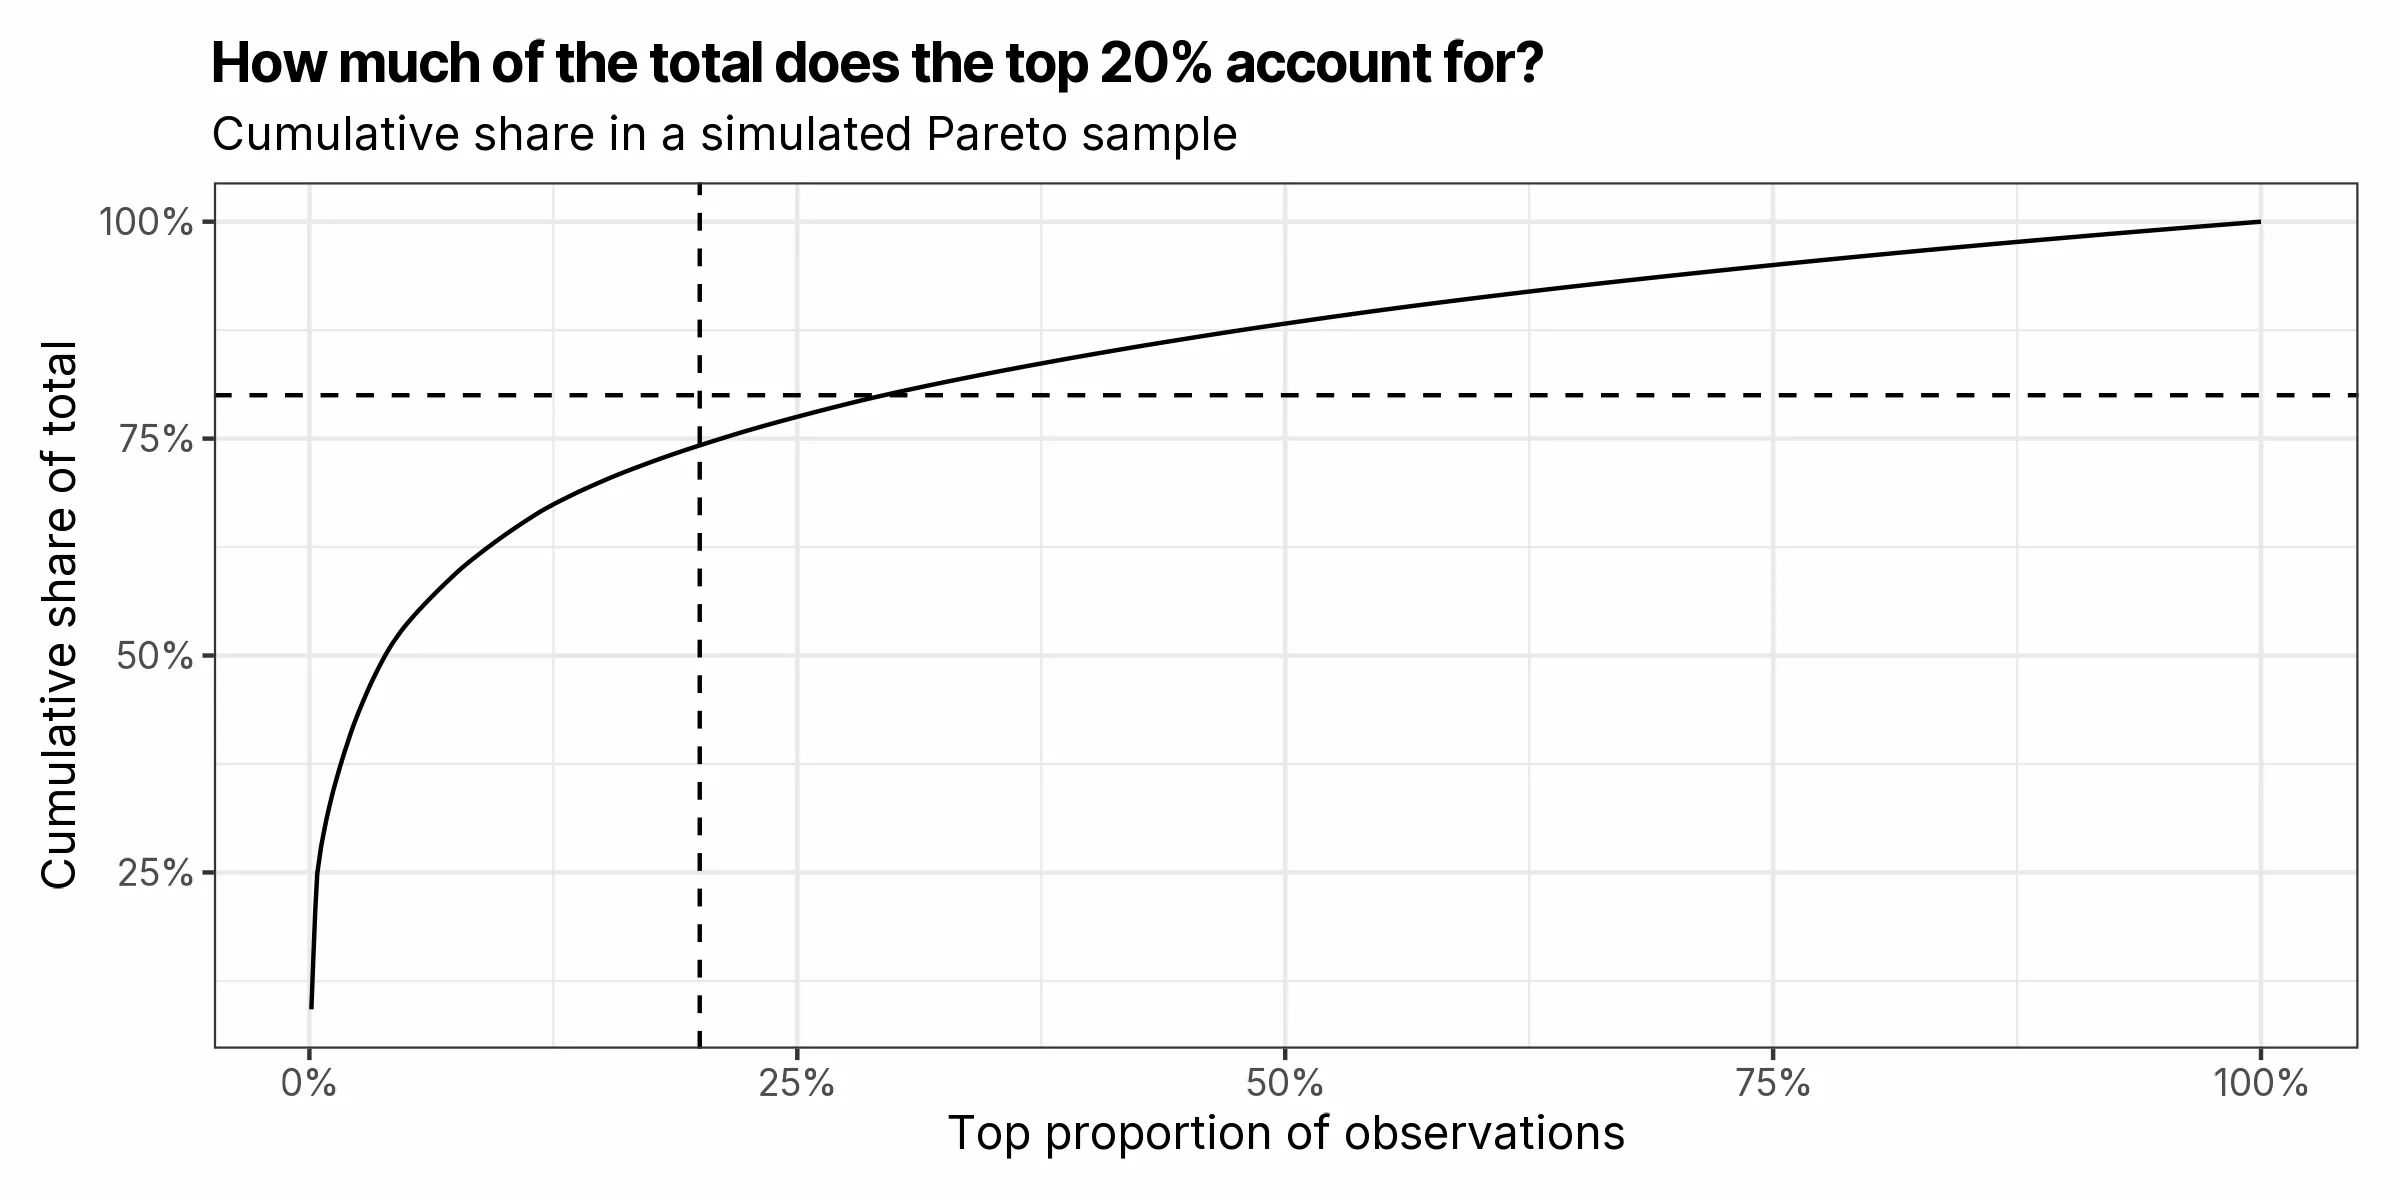 How much of the total does the top 20% account for?
Cumulative share in a simulated Pareto sample
Cumulative share of total
100%
75%
50%
25%
0%
25%
50%
75%
100%
Top proportion of observations